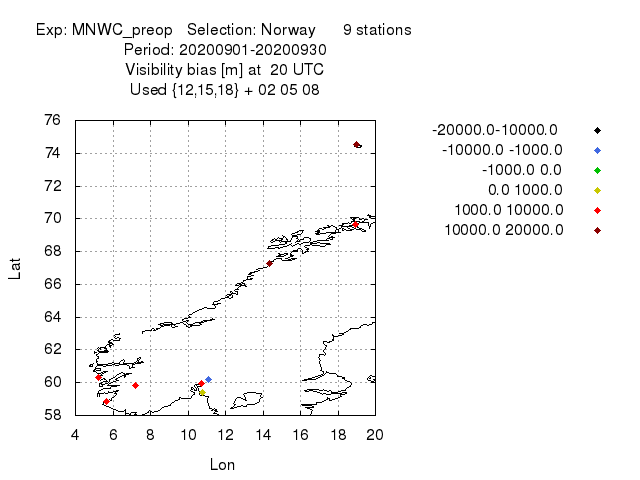 Exp: MNWC_preop   Selection: Norway      9 stations
Period: 20200901-20200930
Visibility bias [m] at  20 UTC
Used {12,15,18} + 02 05 08
-20000.0-10000.0
-10000.0 -1000.0
-1000.0 0.0
0.0 1000.0
1000.0 10000.0
10000.0 20000.0
76
74
72
70
68
66
64
62
60
58
Lat
4 6 8 10 12 14 16 18 20
Lon